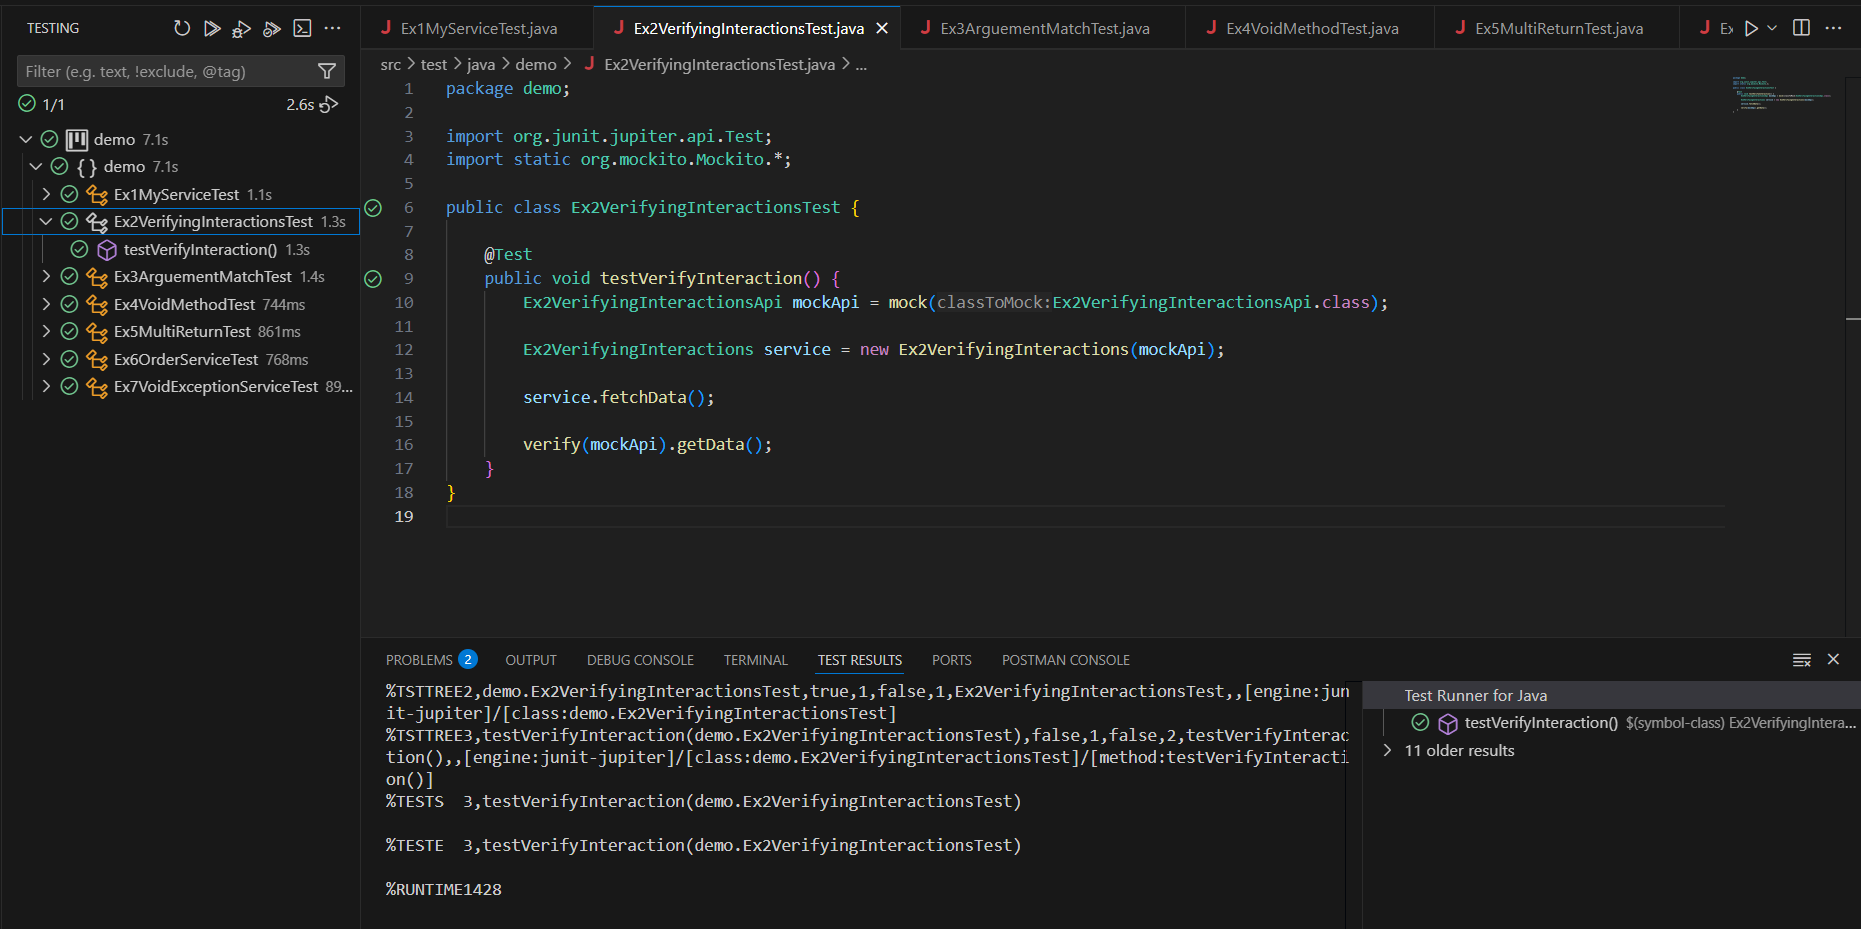 TESTING
Filter (e.g. text, !exclude, @tag)
1/1 2.6s
demo 7.1s
{} demo 7.1s
Ex1MyServiceTest 1.1s
Ex2VerifyingInteractionsTest 1.3s
testVerifyInteraction() 1.3s
Ex3ArguementMatchTest 1.4s
Ex4VoidMethodTest 744ms
Ex5MultiReturnTest 861ms
Ex6OrderServiceTest 768ms
Ex7VoidExceptionServiceTest 89...
J Ex1MyServiceTest.java J Ex2VerifyingInteractionsTest.java J Ex3ArguementMatchTest.java J Ex4VoidMethodTest.java J Ex5MultiReturnTest.java J Ex
src > test > java > demo > J Ex2VerifyingInteractionsTest.java > ...
1 package demo;
2
3 import org.junit.jupiter.api.Test;
4 import static org.mockito.Mockito.*;
5
6 public class Ex2VerifyingInteractionsTest {
7
8 @Test
9 public void testVerifyInteraction() {
10 Ex2VerifyingInteractionsApi mockApi = mock(classToMock:Ex2VerifyingInteractionsApi.class);
11
12 Ex2VerifyingInteractions service = new Ex2VerifyingInteractions(mockApi);
13
14 service.fetchData();
15
16 verify(mockApi).getData();
17 }
18 }
19
PROBLEMS 2 OUTPUT DEBUG CONSOLE TERMINAL TEST RESULTS PORTS POSTMAN CONSOLE
%TSTTREE2,demo.Ex2VerifyingInteractionsTest,true,1,false,1,Ex2VerifyingInteractionsTest,,[engine:jun
it-jupiter]/[class:demo.Ex2VerifyingInteractionsTest]
%TSTTREE3,testVerifyInteraction(demo.Ex2VerifyingInteractionsTest),false,1,false,2,testVerifyInterac
tion(),,[engine:junit-jupiter]/[class:demo.Ex2VerifyingInteractionsTest]/[method:testVerifyInteracti
on()]
%TESTS  3,testVerifyInteraction(demo.Ex2VerifyingInteractionsTest)
%TESTE  3,testVerifyInteraction(demo.Ex2VerifyingInteractionsTest)
%RUNTIME1428
Test Runner for Java
testVerifyInteraction() $(symbol-class) Ex2VerifyingIntera...
11 older results